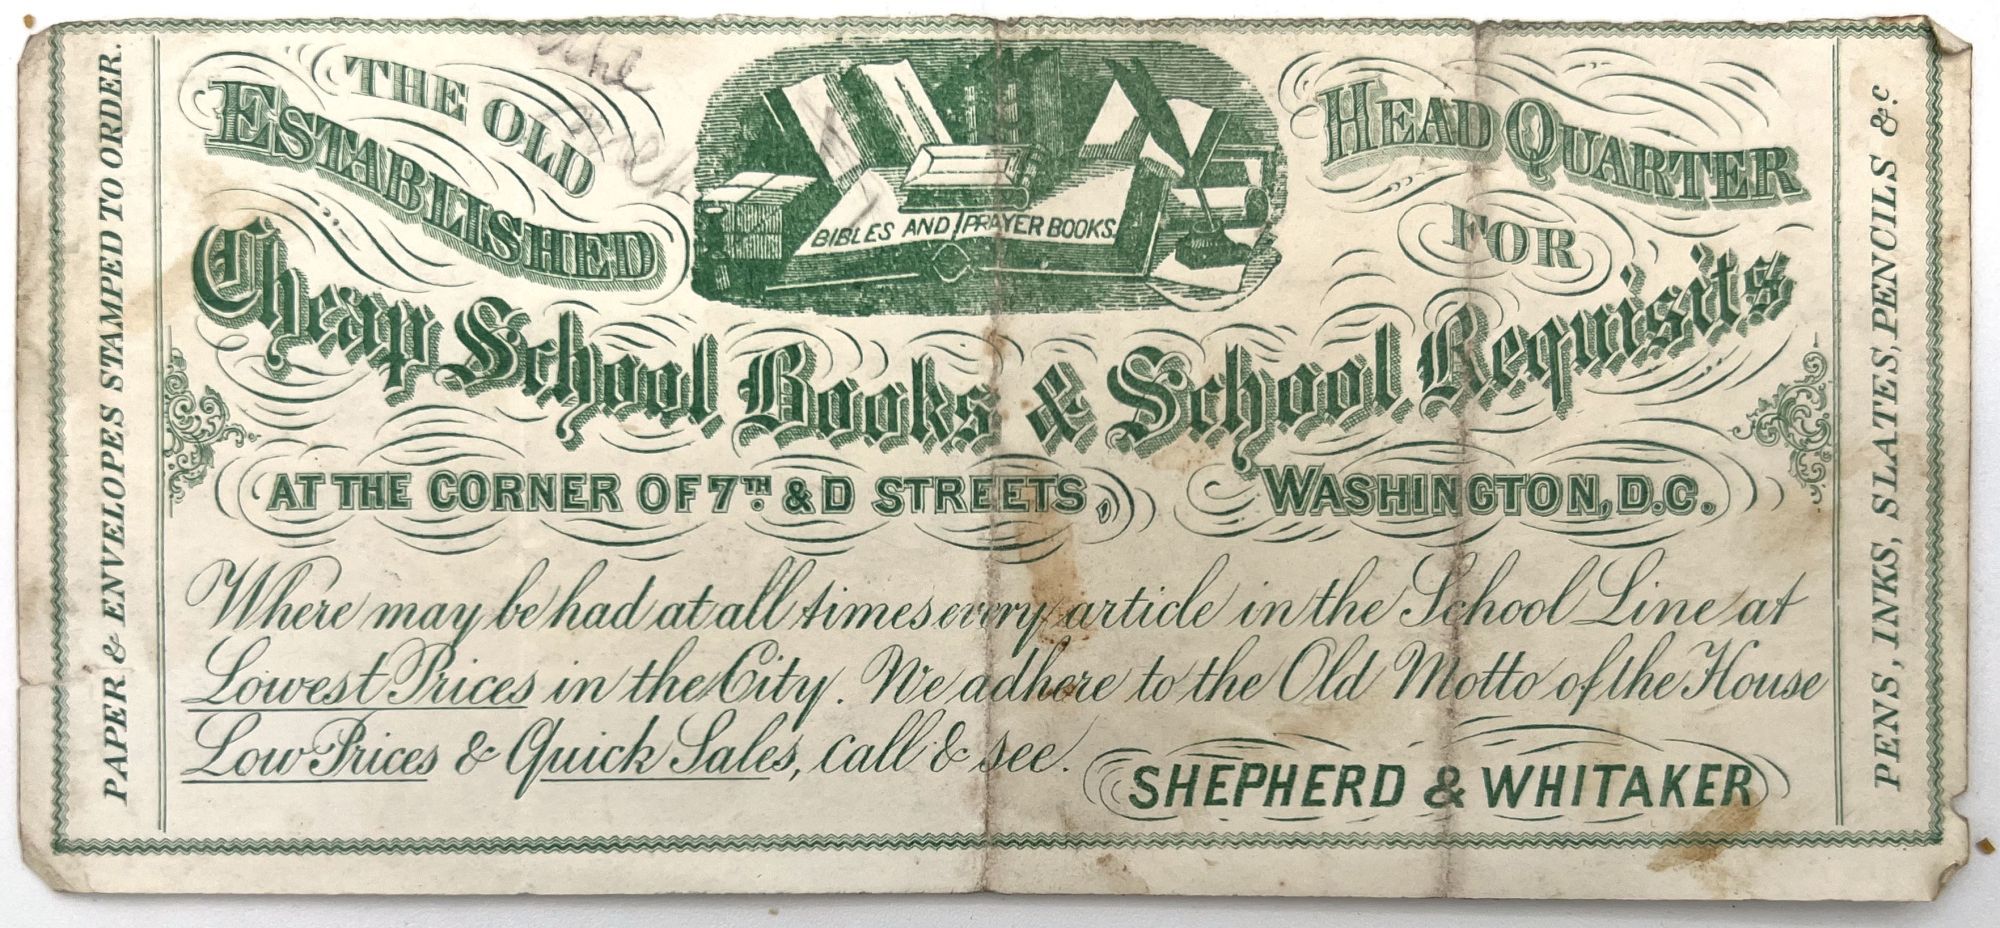 PAPER & ENVELOPES STAMPED TO ORDER.
THE OLD
ESTABLISHED
BIBLES AND PRAYER BOOKS
HEAD QUARTER
FOR
Cheap School Books & School Requisits
AT THE CORNER OF 7TH. & D STREETS, WASHINGTON, D.C.
Where may be had at all times every article in the School Line at
Lowest Prices in the City. We adhere to the Old Motto of the House
Low Prices & Quick Sales, call & see.
SHEPHERD & WHITAKER
PENS, INKS, SLATES, PENCILS &c